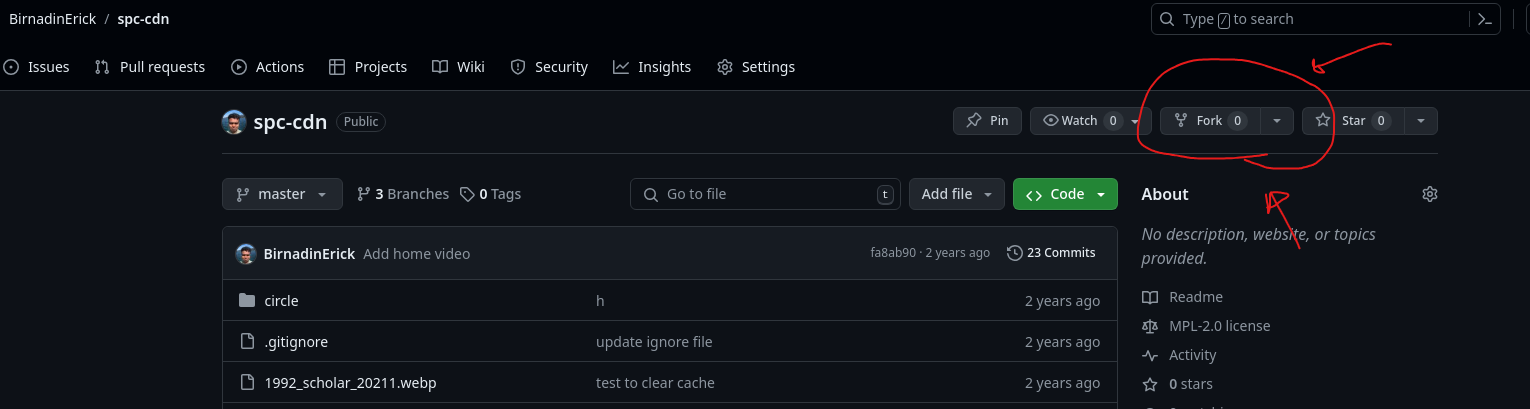 BirnadinErick / spc-cdn
Type / to search
Issues Pull requests Actions Projects Wiki Security Insights Settings
spc-cdn Public
Pin Watch 0 Fork 0 Star 0
master 3 Branches 0 Tags Go to file t Add file Code
About
BirnadinErick Add home video fa8ab90 · 2 years ago 23 Commits
No description, website, or topics
provided.
circle h 2 years ago
Readme
MPL-2.0 license
.gitignore update ignore file 2 years ago
Activity
1992_scholar_20211.webp test to clear cache 2 years ago
0 stars